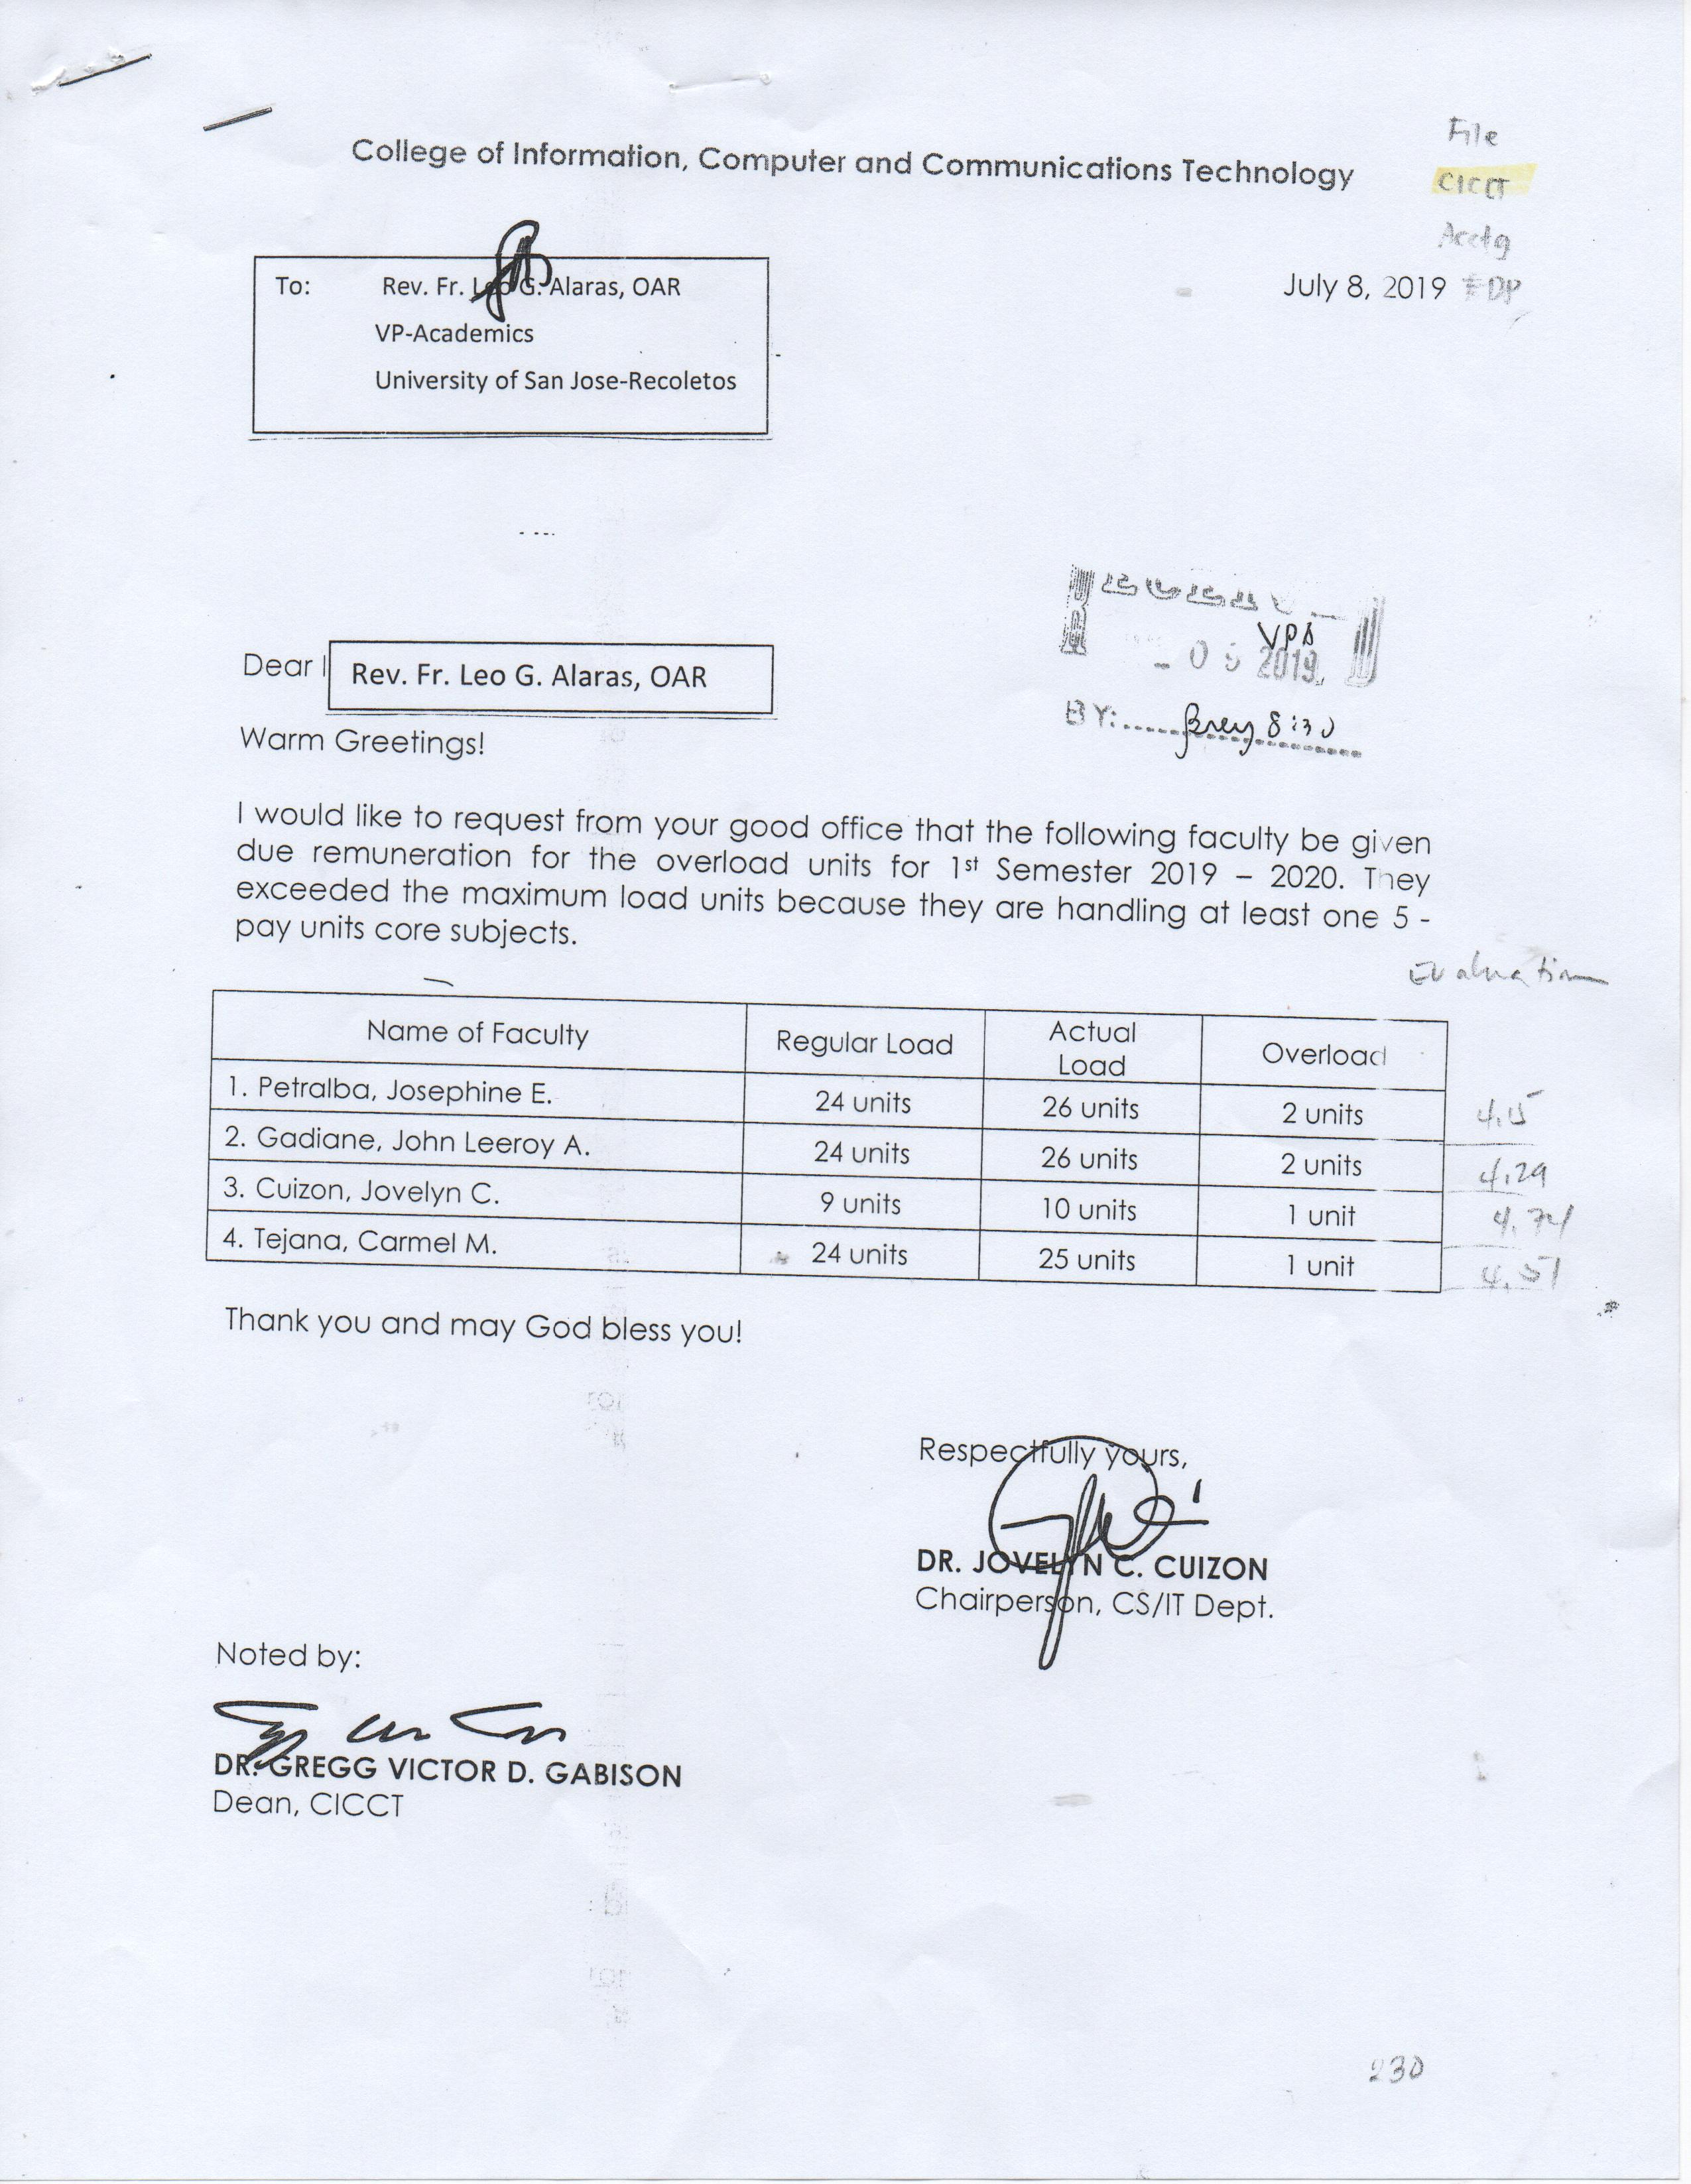 College of Information, Computer and Communications Technology
File
CICCT
Acctg
EDP
July 8, 2019
To: Rev. Fr. Leo G. Alaras, OAR
VP-Academics
University of San Jose-Recoletos
VPA
2019
BY: 8:30
Dear Rev. Fr. Leo G. Alaras, OAR
Warm Greetings!
I would like to request from your good office that the following faculty be given
due remuneration for the overload units for 1st Semester 2019 – 2020. They
exceeded the maximum load units because they are handling at least one 5 -
pay units core subjects.
Evaluation
Name of Faculty Regular Load Actual Load Overload
1. Petralba, Josephine E. 24 units 26 units 2 units 4.15
2. Gadiane, John Leeroy A. 24 units 26 units 2 units 4.29
3. Cuizon, Jovelyn C. 9 units 10 units 1 unit 4.74
4. Tejana, Carmel M. 24 units 25 units 1 unit 4.51
Thank you and may God bless you!
Respectfully yours,
DR. JOVELYN C. CUIZON
Chairperson, CS/IT Dept.
Noted by:
DR. GREGG VICTOR D. GABISON
Dean, CICCT
230